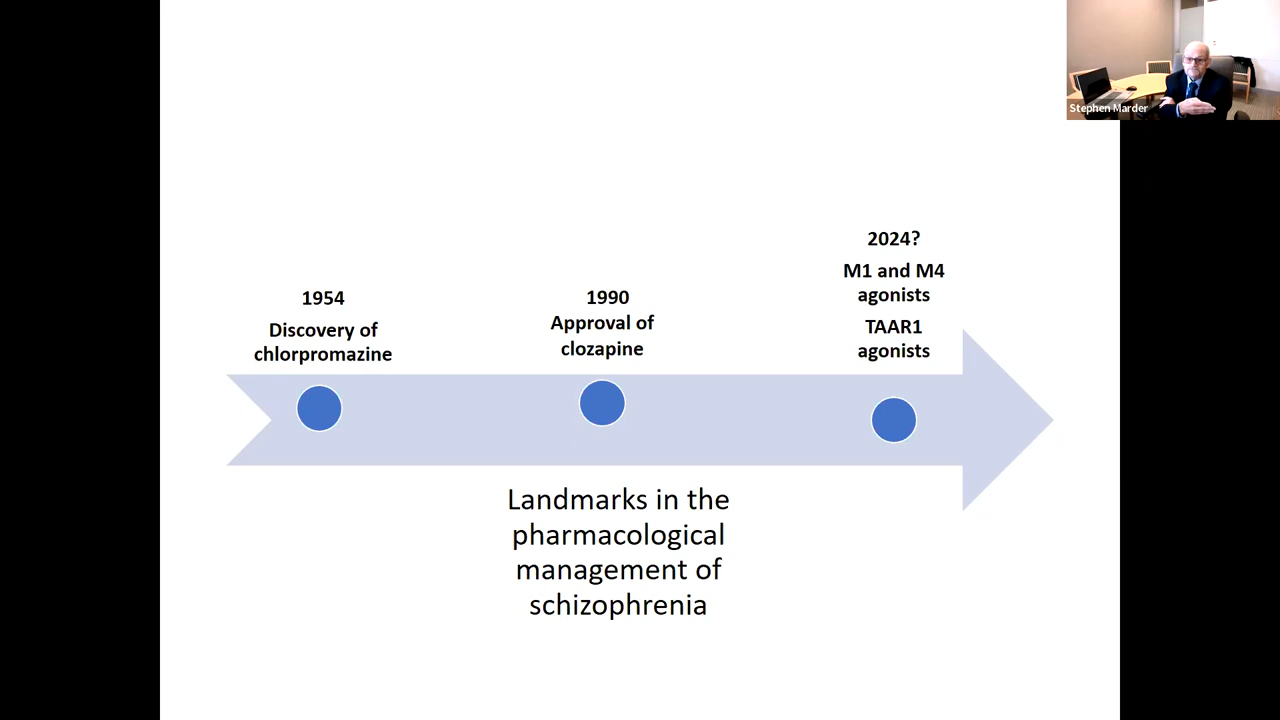 Stephen Marder
1954
Discovery of
chlorpromazine
1990
Approval of
clozapine
2024?
M1 and M4
agonists
TAAR1
agonists
Landmarks in the
pharmacological
management of
schizophrenia